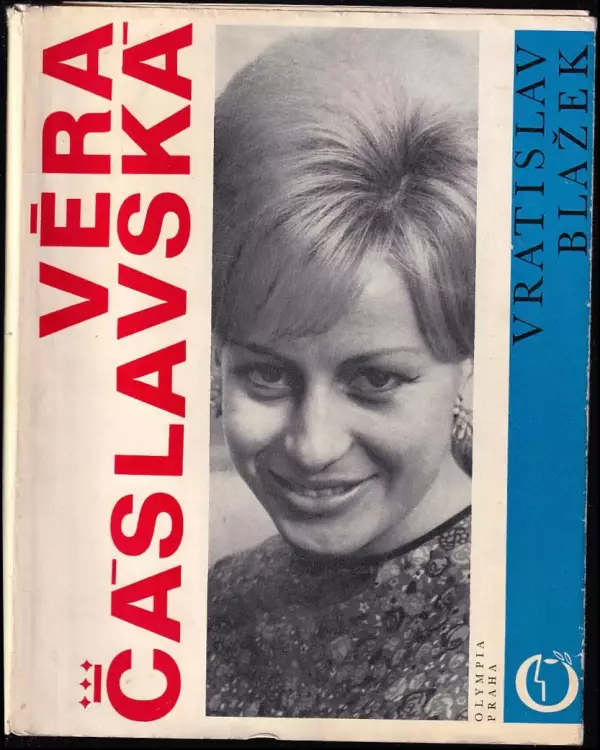 VĚRA
ČÁSLAVSKÁ
OLYMPIA
PRAHA
VRATISLAV
BLAŽEK